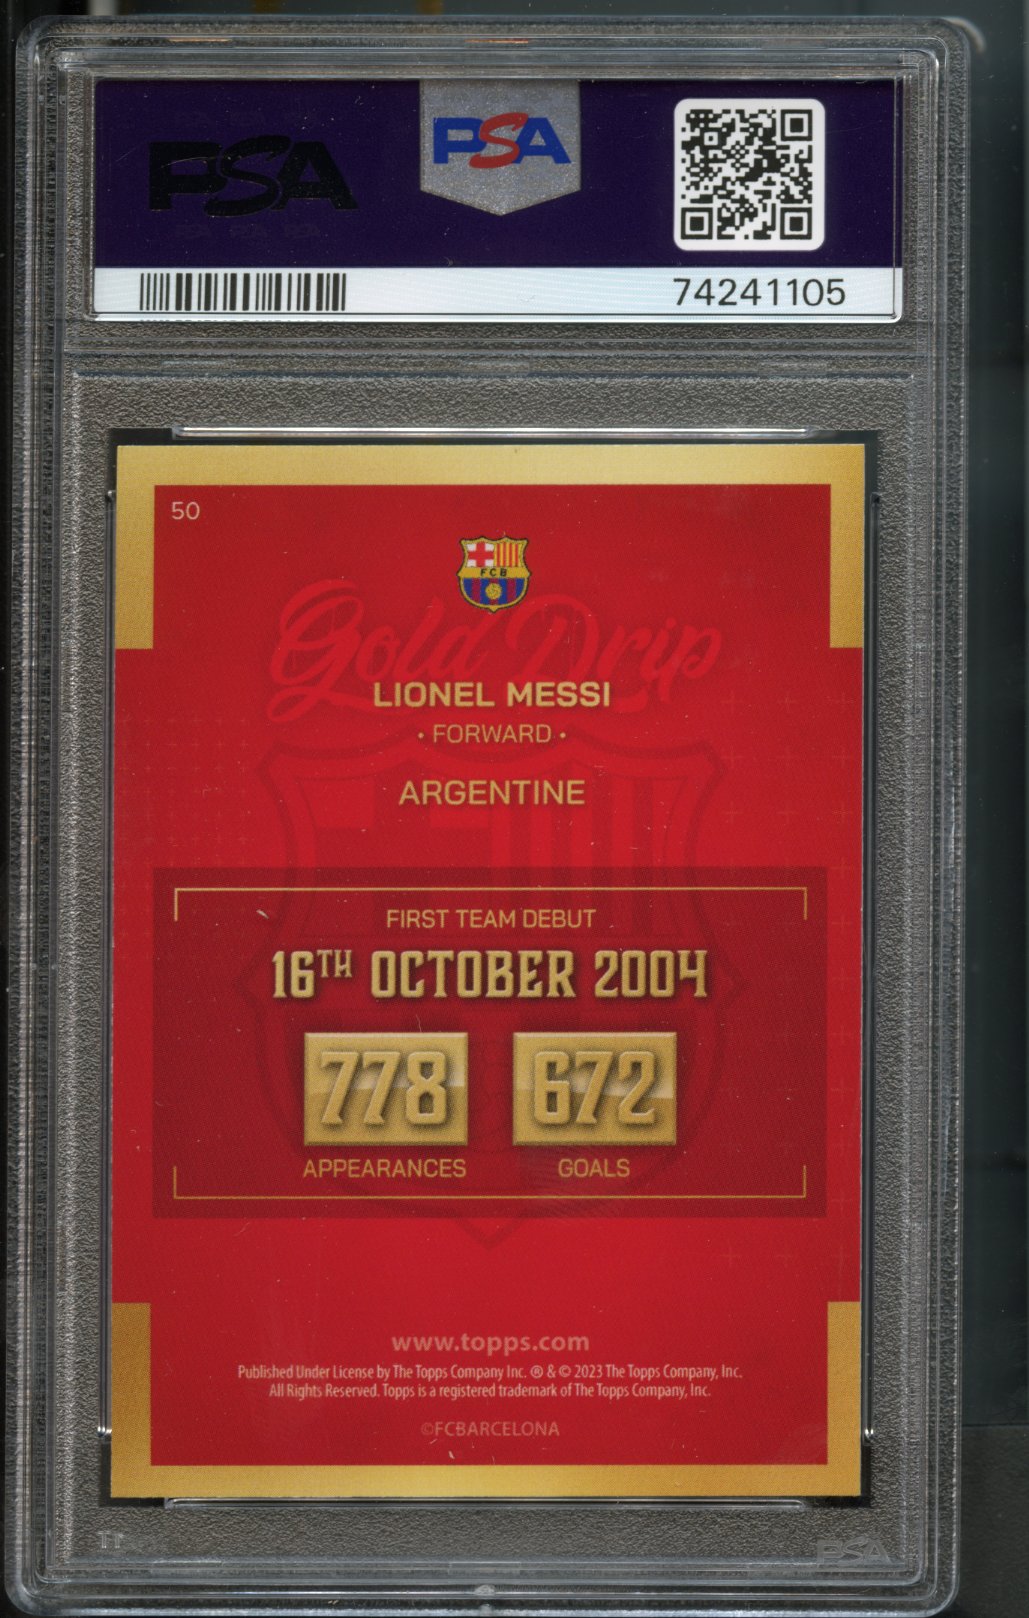 PSA
PSA
74241105
50
FCB
Gold Drip
LIONEL MESSI
• FORWARD •
ARGENTINE
FIRST TEAM DEBUT
16TH OCTOBER 2004
778 672
APPEARANCES GOALS
www.topps.com
Published Under License by The Topps Company Inc. ® & © 2023 The Topps Company, Inc.
All Rights Reserved. Topps is a registered trademark of The Topps Company, Inc.
©FCBARCELONA
PSA